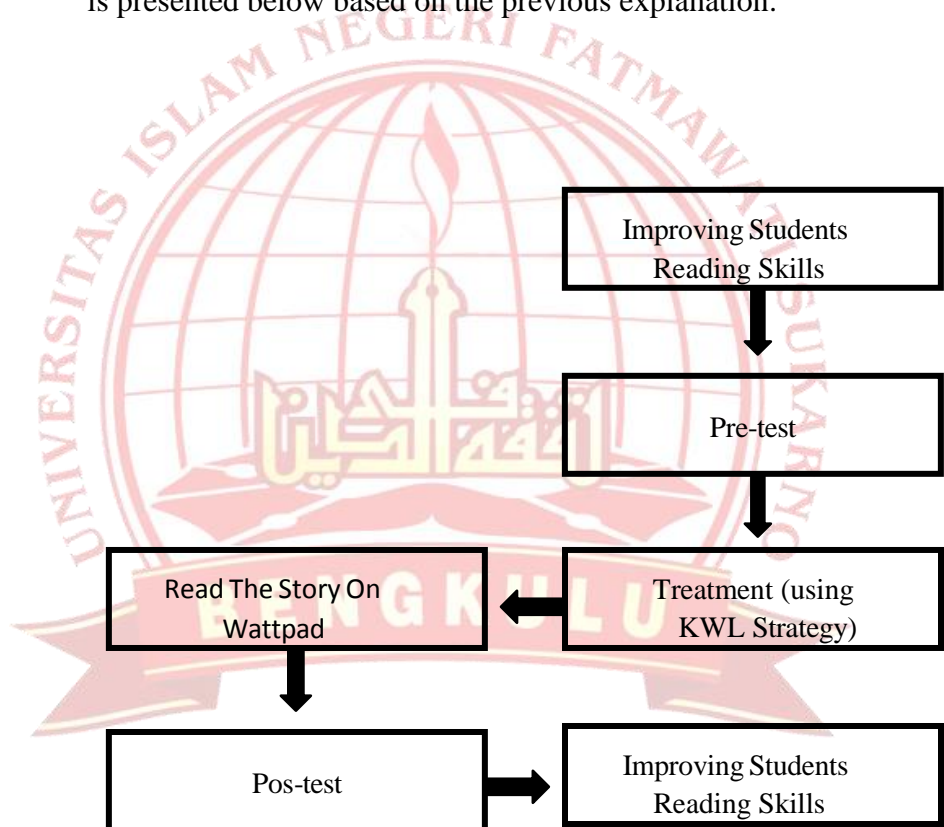 is presented below based on the previous explanation.
UNIVERSITAS ISLAM NEGERI FATMAWATI SUKARNO
Improving Students
Reading Skills
Pre-test
Treatment (using
KWL Strategy)
Read The Story On
Wattpad
BENGKULU
Pos-test
Improving Students
Reading Skills